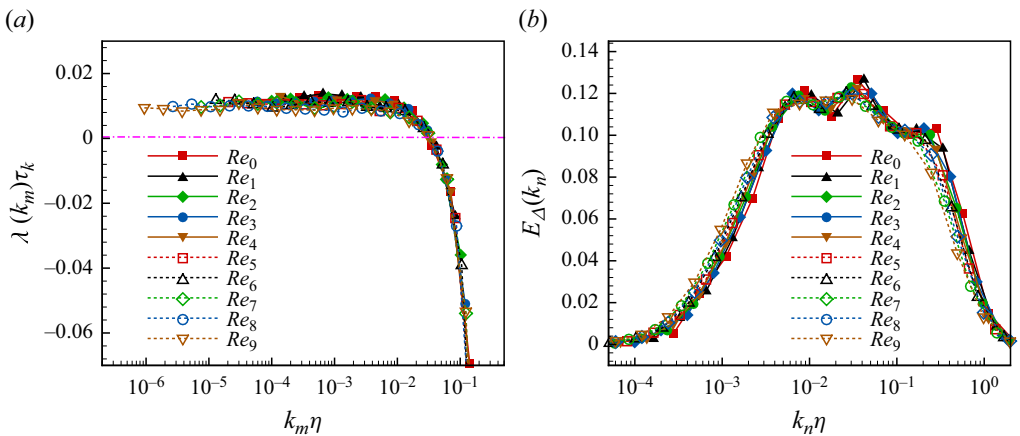 (a)
0.02
0
−0.02
−0.04
−0.06
λ(k_m)τ_k
Re_0
Re_1
Re_2
Re_3
Re_4
Re_5
Re_6
Re_7
Re_8
Re_9
10^−6
10^−5
10^−4
10^−3
10^−2
10^−1
k_mη
(b)
0.14
0.12
0.10
0.08
0.06
0.04
0.02
0
E_Δ(k_n)
Re_0
Re_1
Re_2
Re_3
Re_4
Re_5
Re_6
Re_7
Re_8
Re_9
10^−4
10^−3
10^−2
10^−1
10^0
k_nη